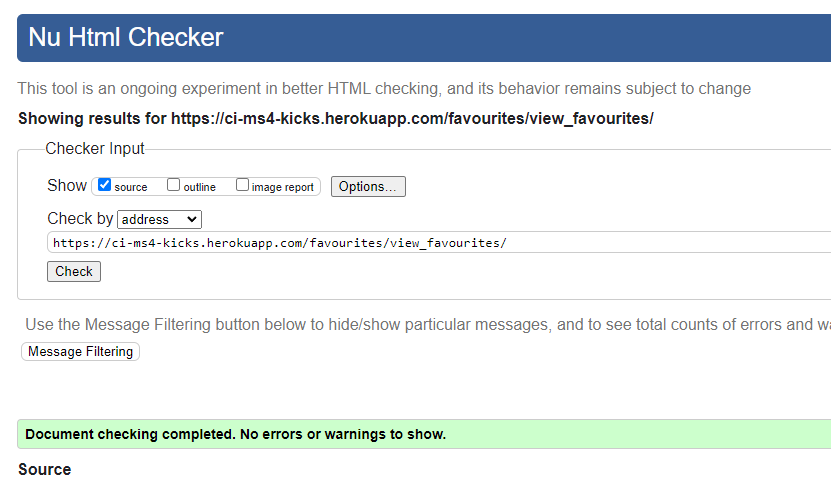 Nu Html Checker
This tool is an ongoing experiment in better HTML checking, and its behavior remains subject to change
Showing results for https://ci-ms4-kicks.herokuapp.com/favourites/view_favourites/
Checker Input
Show source outline image report Options...
Check by address
https://ci-ms4-kicks.herokuapp.com/favourites/view_favourites/
Check
Use the Message Filtering button below to hide/show particular messages, and to see total counts of errors and
Message Filtering
Document checking completed. No errors or warnings to show.
Source